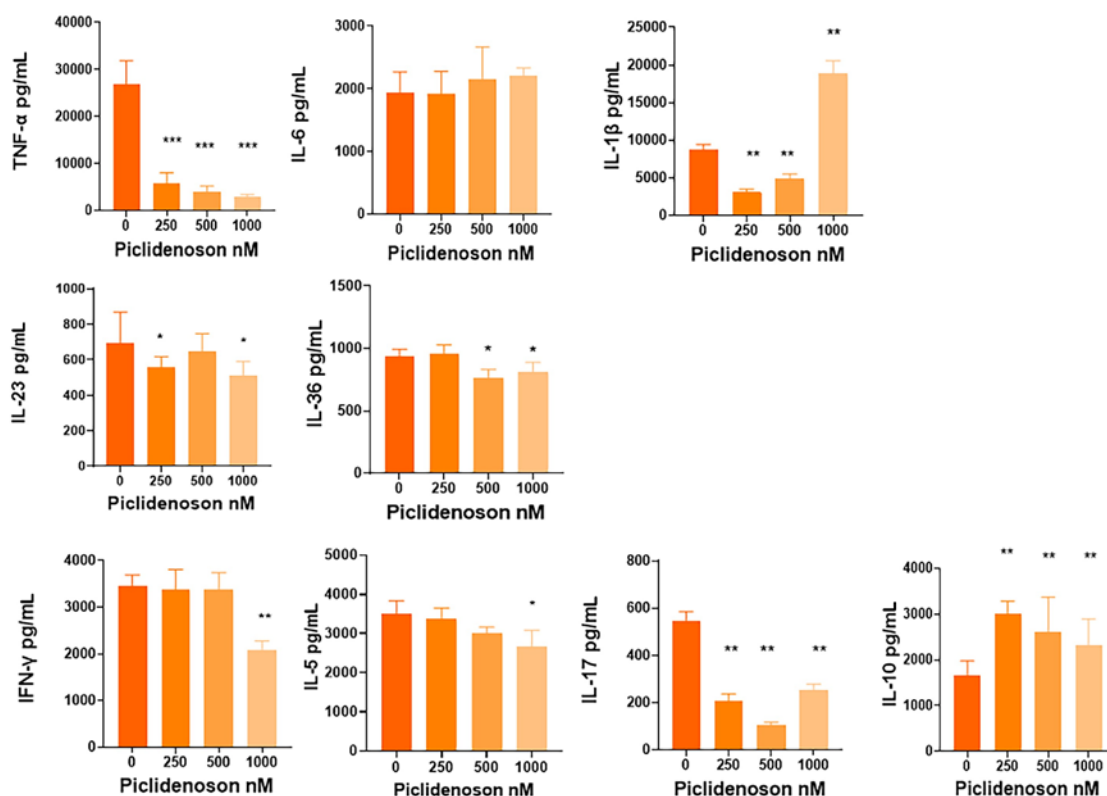 TNF-α pg/mL
40000
30000
20000
10000
0
***
***
***
0 250 500 1000
Piclidenoson nM
IL-6 pg/mL
3000
2000
1000
0
0 250 500 1000
Piclidenoson nM
IL-1β pg/mL
25000
20000
15000
10000
5000
0
**
**
**
0 250 500 1000
Piclidenoson nM
IL-23 pg/mL
1000
800
600
400
200
0
*
*
0 250 500 1000
Piclidenoson nM
IL-36 pg/mL
1500
1000
500
0
*
*
0 250 500 1000
Piclidenoson nM
IFN-γ pg/mL
4000
3000
2000
1000
0
**
0 250 500 1000
Piclidenoson nM
IL-5 pg/mL
5000
4000
3000
2000
1000
0
*
0 250 500 1000
Piclidenoson nM
IL-17 pg/mL
800
600
400
200
0
**
**
**
0 250 500 1000
Piclidenoson nM
IL-10 pg/mL
4000
3000
2000
1000
0
**
**
**
0 250 500 1000
Piclidenoson nM